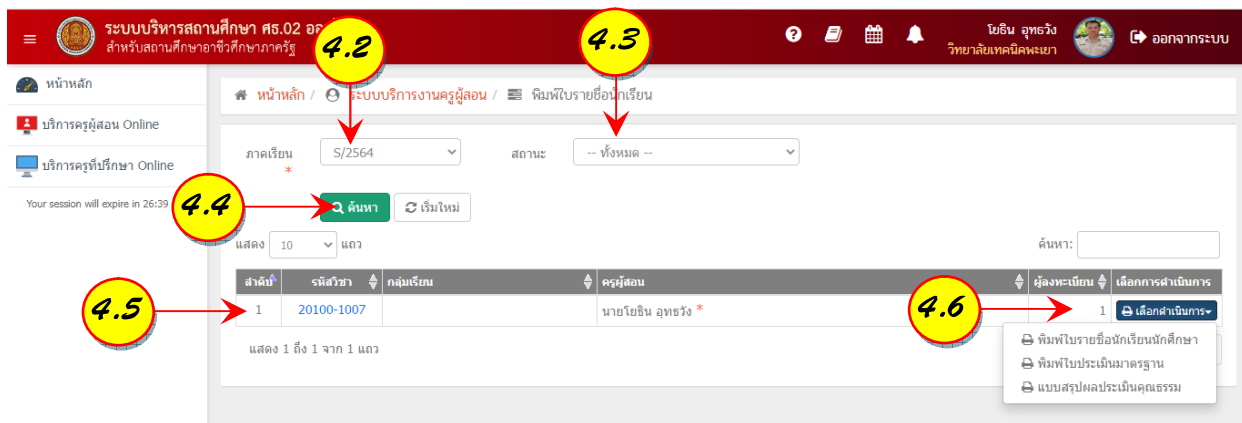 ระบบบริหารสถานศึกษา ศธ.02
สำหรับสถานศึกษาอาชีวศึกษาภาครัฐ
โยธิน อุทธวัง
วิทยาลัยเทคนิคพะเยา
ออกจากระบบ
4.2
4.3
หน้าหลัก
บริการครูผู้สอน Online
บริการครูที่ปรึกษา Online
Your session will expire in 26:39
หน้าหลัก / ระบบบริการงานครูผู้สอน / พิมพ์ใบรายชื่อนักเรียน
ภาคเรียน * S/2564 สถานะ -- ทั้งหมด --
4.4
ค้นหา เริ่มใหม่
แสดง 10 แถว ค้นหา:
ลำดับ รหัสวิชา กลุ่มเรียน ครูผู้สอน ผู้ลงทะเบียน เลือกการดำเนินการ
4.5
1 20100-1007 นายโยธิน อุทธวัง * 1 เลือกดำเนินการ
4.6
แสดง 1 ถึง 1 จาก 1 แถว
พิมพ์ใบรายชื่อนักเรียนนักศึกษา
พิมพ์ใบประเมินมาตรฐาน
แบบสรุปผลประเมินคุณธรรม